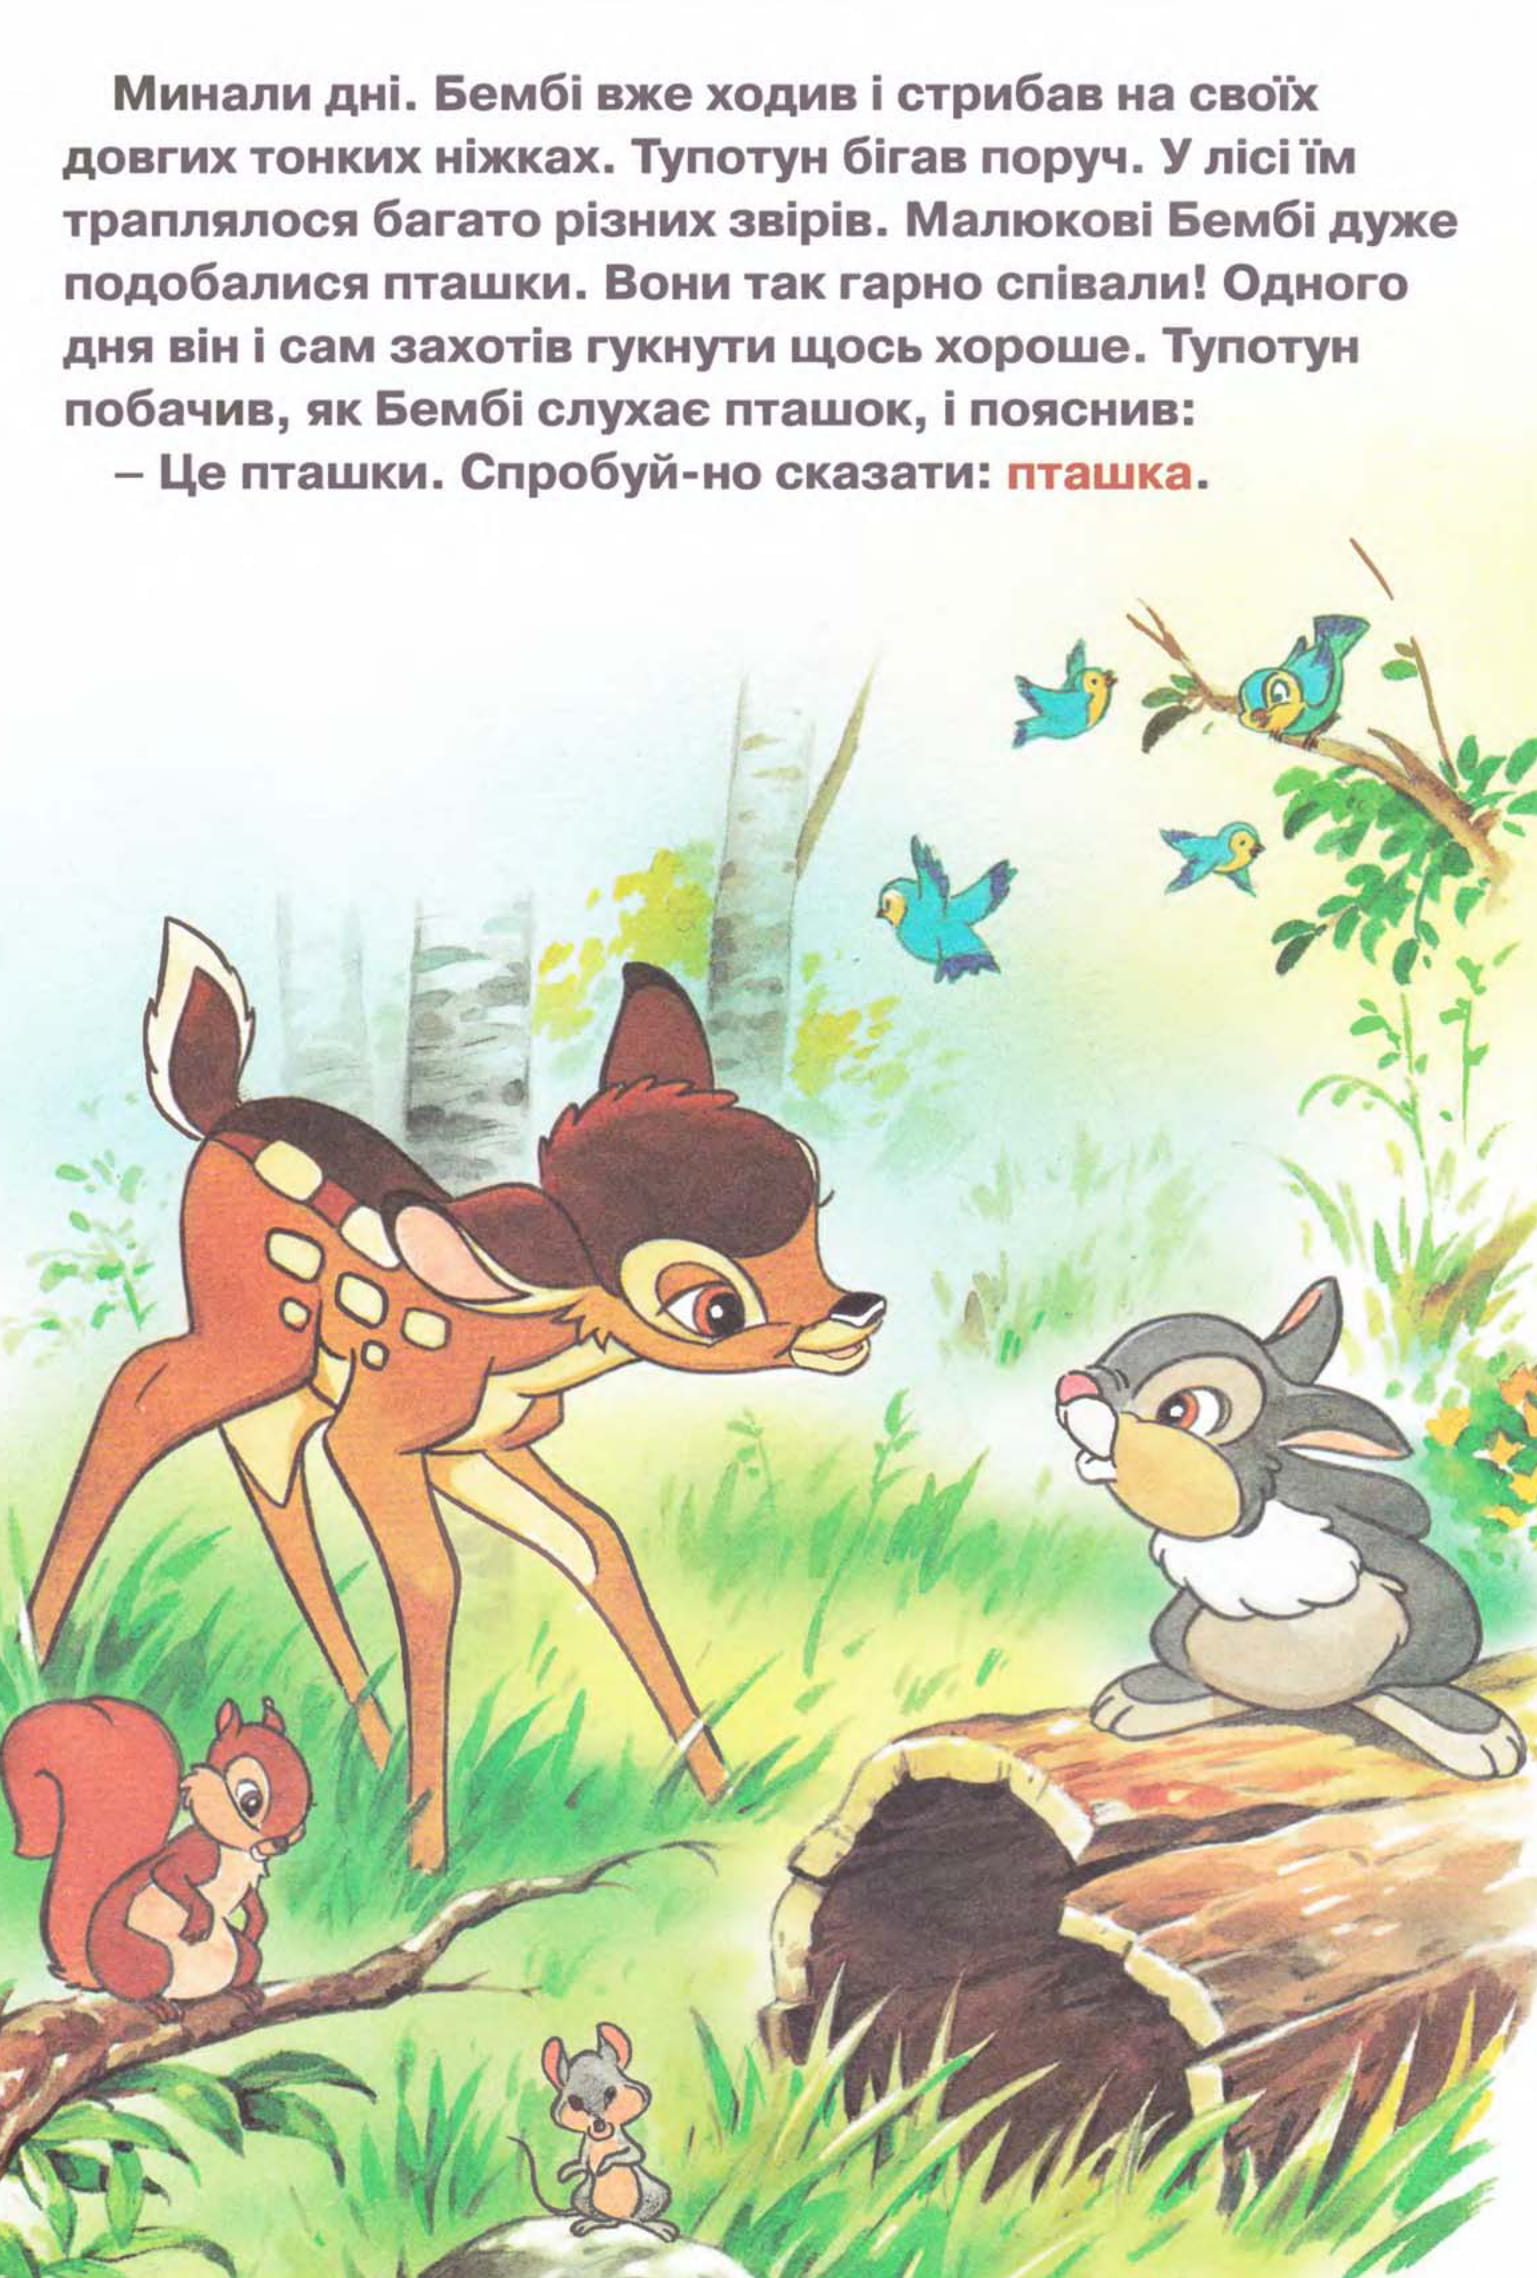 Минали дні. Бембі вже ходив і стрибав на своїх
довгих тонких ніжках. Тупотун бігав поруч. У лісі їм
траплялося багато різних звірів. Малюкові Бембі дуже
подобалися пташки. Вони так гарно співали! Одного
дня він і сам захотів гукнути щось хороше. Тупотун
побачив, як Бембі слухає пташок, і пояснив:
– Це пташки. Спробуй-но сказати: пташка.